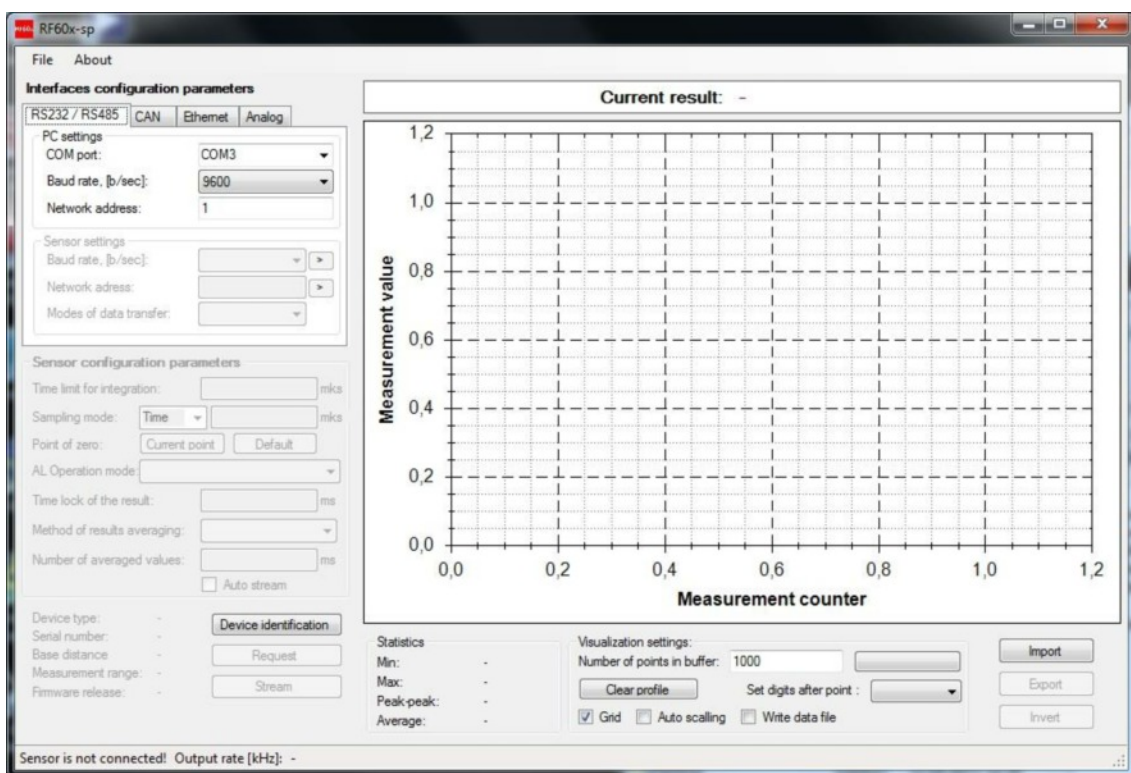 RF60x-sp
File About
Interfaces configuration parameters
RS232 / RS485 CAN Ethernet Analog
PC settings
COM port: COM3
Baud rate, [b/sec]: 9600
Network address: 1
Sensor settings
Baud rate, [b/sec]: >
Network adress: >
Modes of data transfer:
Sensor configuration parameters
Time limit for integration: mks
Sampling mode: Time mks
Point of zero: Current point Default
AL Operation mode:
Time lock of the result: ms
Method of results averaging:
Number of averaged values: ms
Auto stream
Device type: -
Serial number: -
Base distance -
Measurement range: -
Firmware release: -
Device identification
Request
Stream
Current result: -
Measurement value
1,2
1,0
0,8
0,6
0,4
0,2
0,0
0,0 0,2 0,4 0,6 0,8 1,0 1,2
Measurement counter
Statistics
Min: -
Max: -
Peak-peak: -
Average: -
Visualization settings:
Number of points in buffer: 1000
Clear profile Set digits after point :
Grid Auto scalling Write data file
Import
Export
Invert
Sensor is not connected! Output rate [kHz]: -